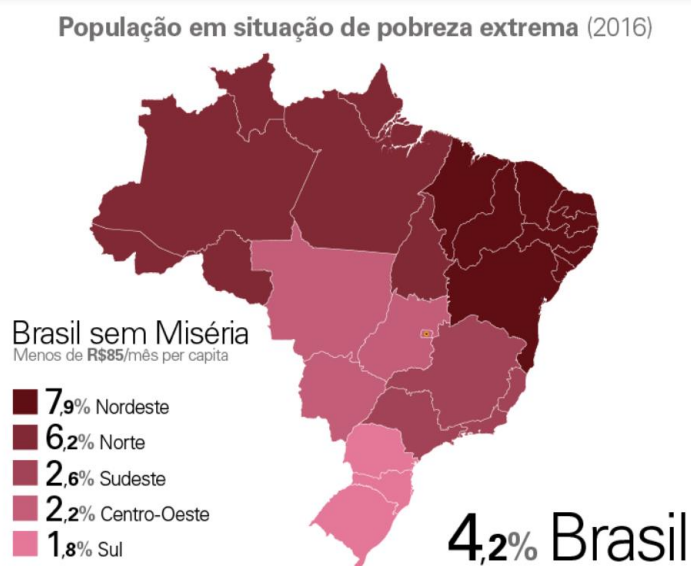 População em situação de pobreza extrema (2016)
Brasil sem Miséria
Menos de R$85/mês per capita
7,9% Nordeste
6,2% Norte
2,6% Sudeste
2,2% Centro-Oeste
1,8% Sul
4,2% Brasil